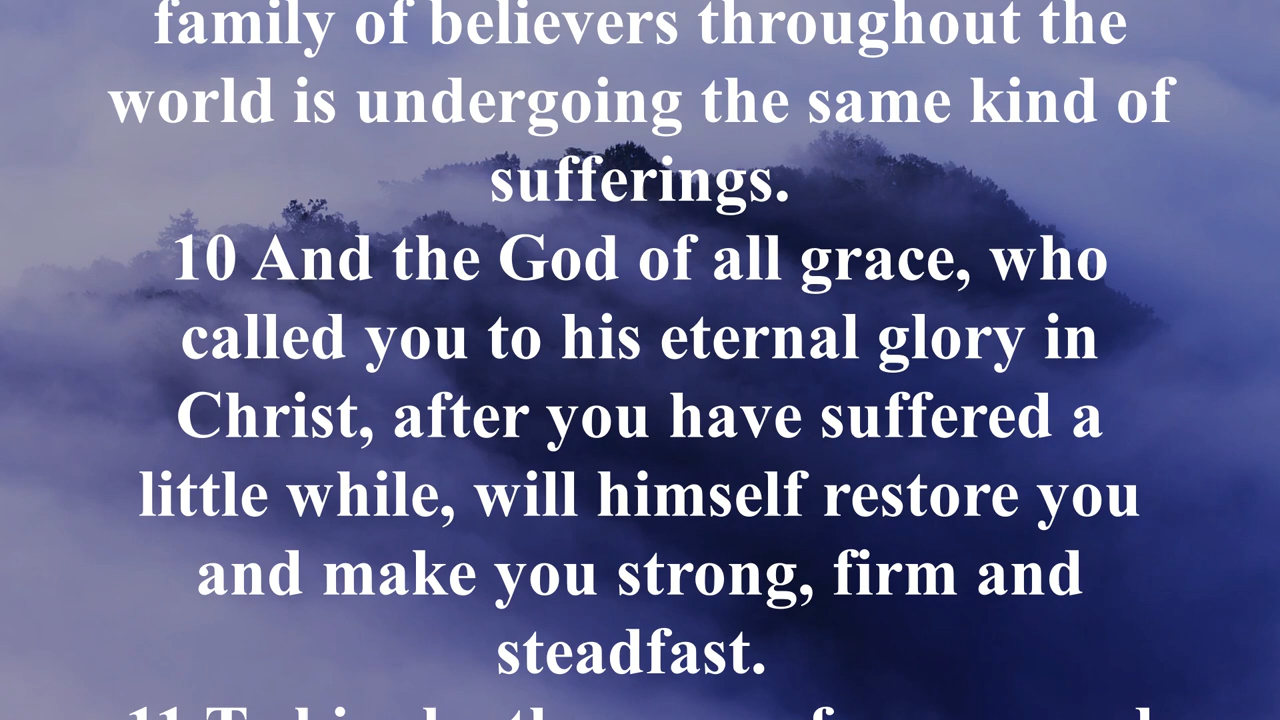 family of believers throughout the
world is undergoing the same kind of
sufferings.
10 And the God of all grace, who
called you to his eternal glory in
Christ, after you have suffered a
little while, will himself restore you
and make you strong, firm and
steadfast.